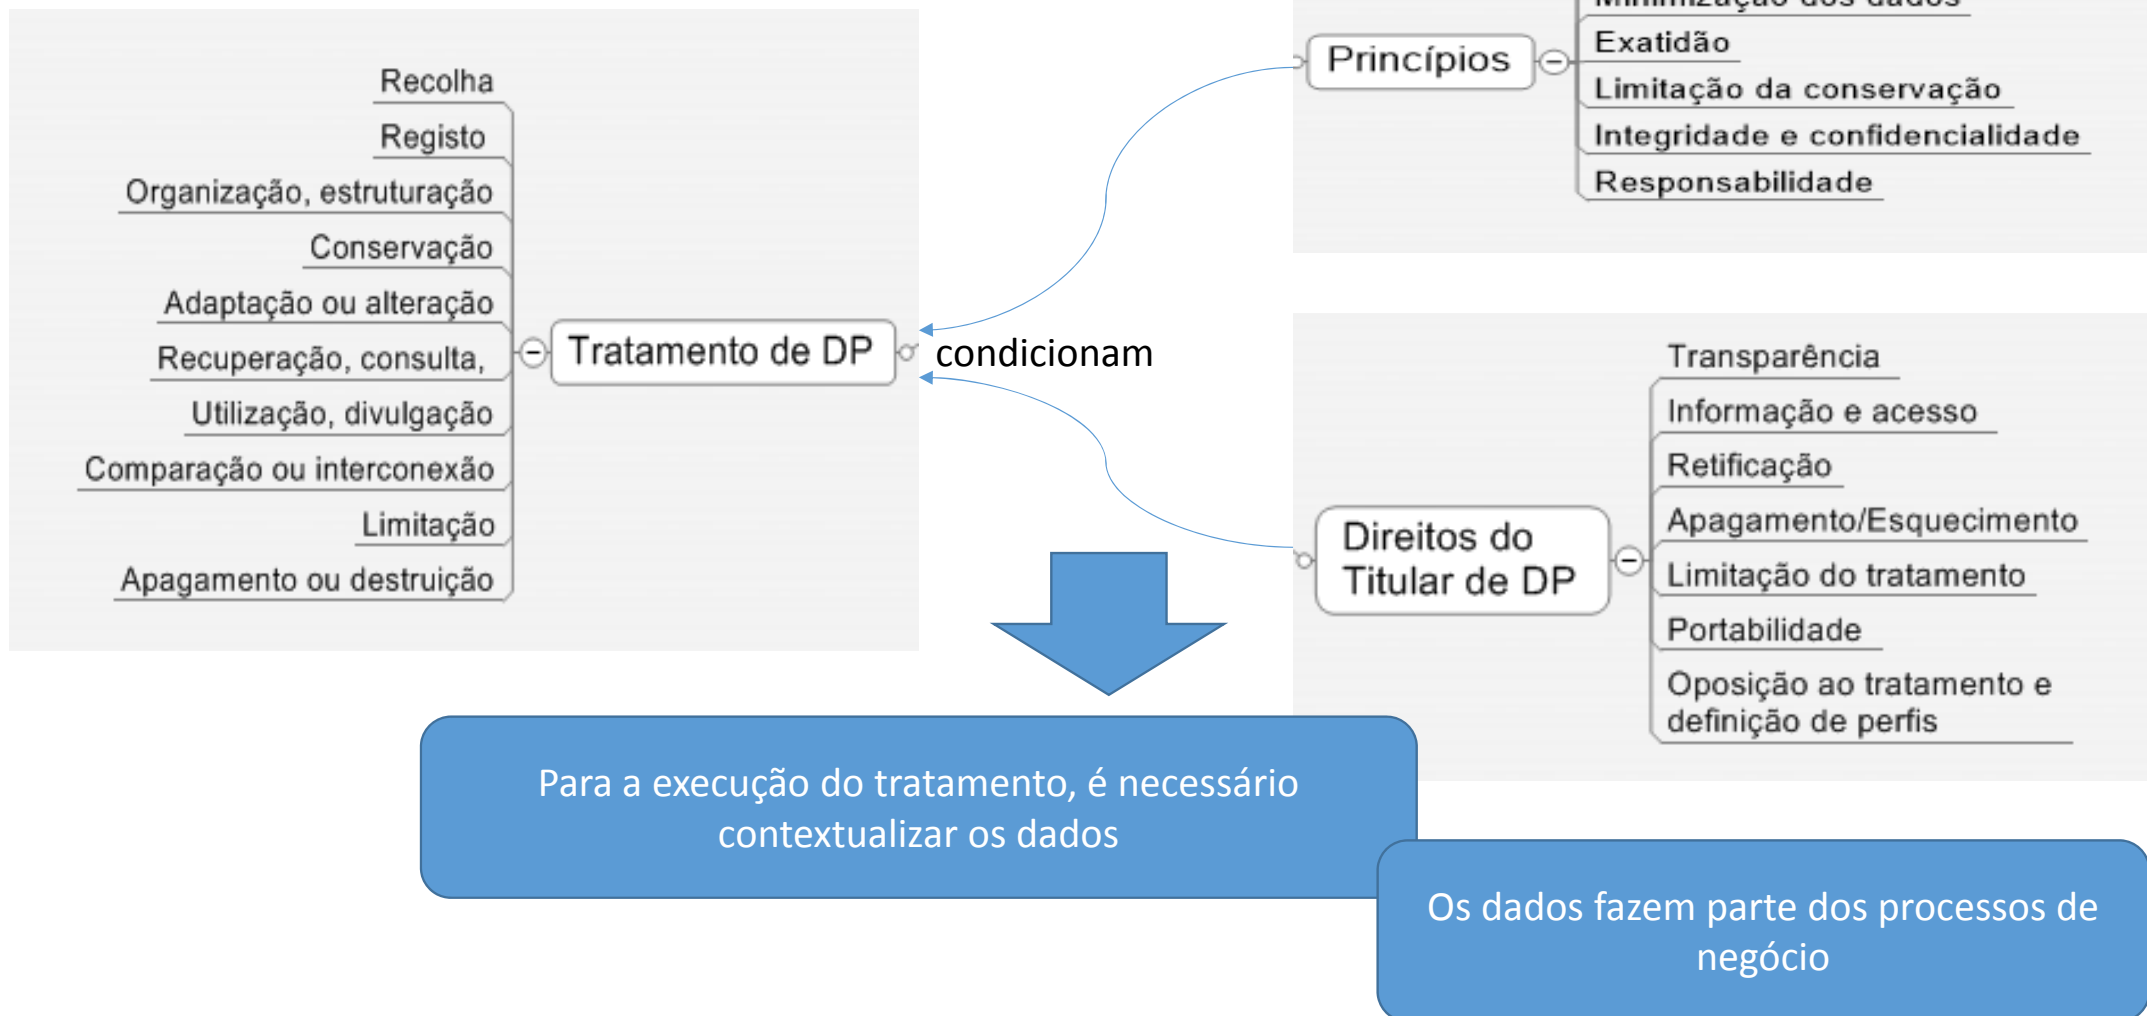 Recolha
Registo
Organização, estruturação
Conservação
Adaptação ou alteração
Recuperação, consulta,
Utilização, divulgação
Comparação ou interconexão
Limitação
Apagamento ou destruição
Tratamento de DP
condicionam
Princípios
Minimização dos dados
Exatidão
Limitação da conservação
Integridade e confidencialidade
Responsabilidade
Direitos do
Titular de DP
Transparência
Informação e acesso
Retificação
Apagamento/Esquecimento
Limitação do tratamento
Portabilidade
Oposição ao tratamento e
definição de perfis
Para a execução do tratamento, é necessário
contextualizar os dados
Os dados fazem parte dos processos de
negócio